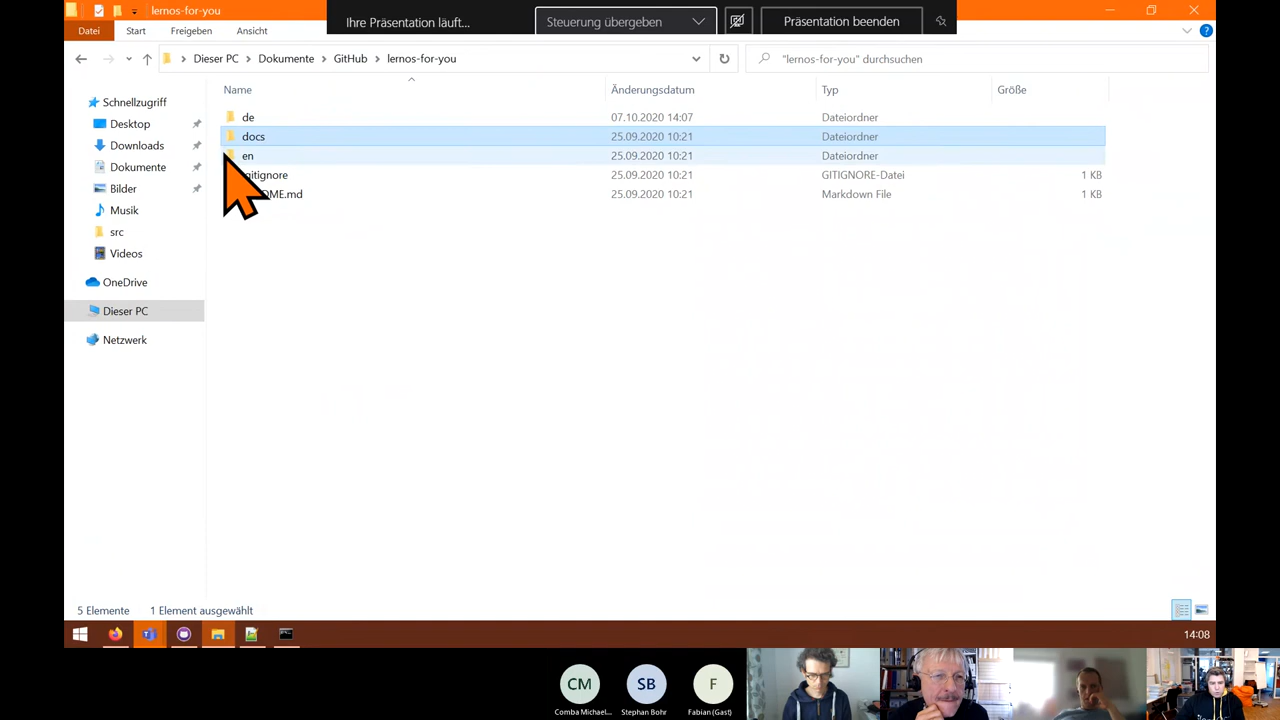 lernos-for-you
Ihre Präsentation läuft...
Steuerung übergeben
Präsentation beenden
Datei Start Freigeben Ansicht
Dieser PC Dokumente GitHub lernos-for-you
"lernos-for-you" durchsuchen
Name Änderungsdatum Typ Größe
Schnellzugriff
Desktop
Downloads
Dokumente
Bilder
Musik
src
Videos
OneDrive
Dieser PC
Netzwerk
de 07.10.2020 14:07 Dateiordner
docs 25.09.2020 10:21 Dateiordner
en 25.09.2020 10:21 Dateiordner
gitignore 25.09.2020 10:21 GITIGNORE-Datei 1 KB
ME.md 25.09.2020 10:21 Markdown File 1 KB
5 Elemente 1 Element ausgewählt
14:08
CM SB F
Comba Michael... Stephan Bohr Fabian (Gast)